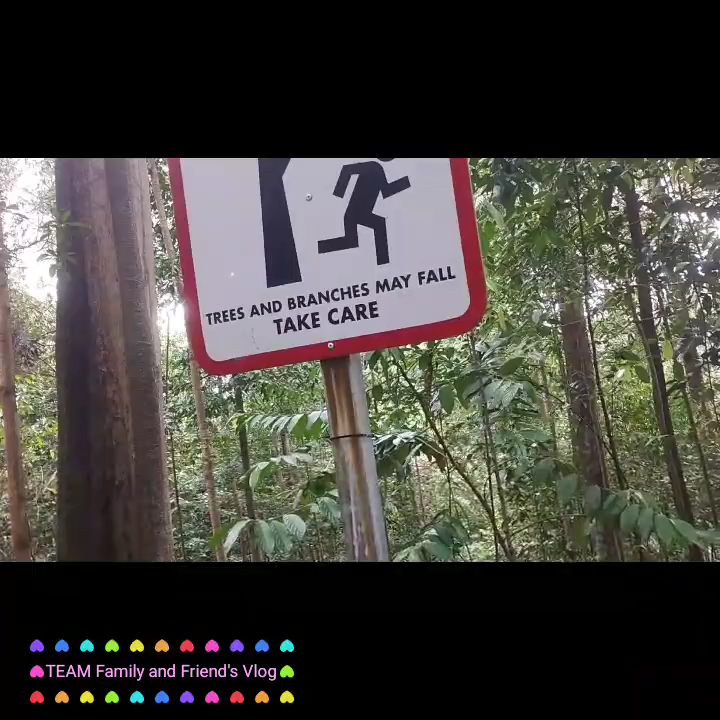 TREES AND BRANCHES MAY FALL
TAKE CARE
TEAM Family and Friend's Vlog